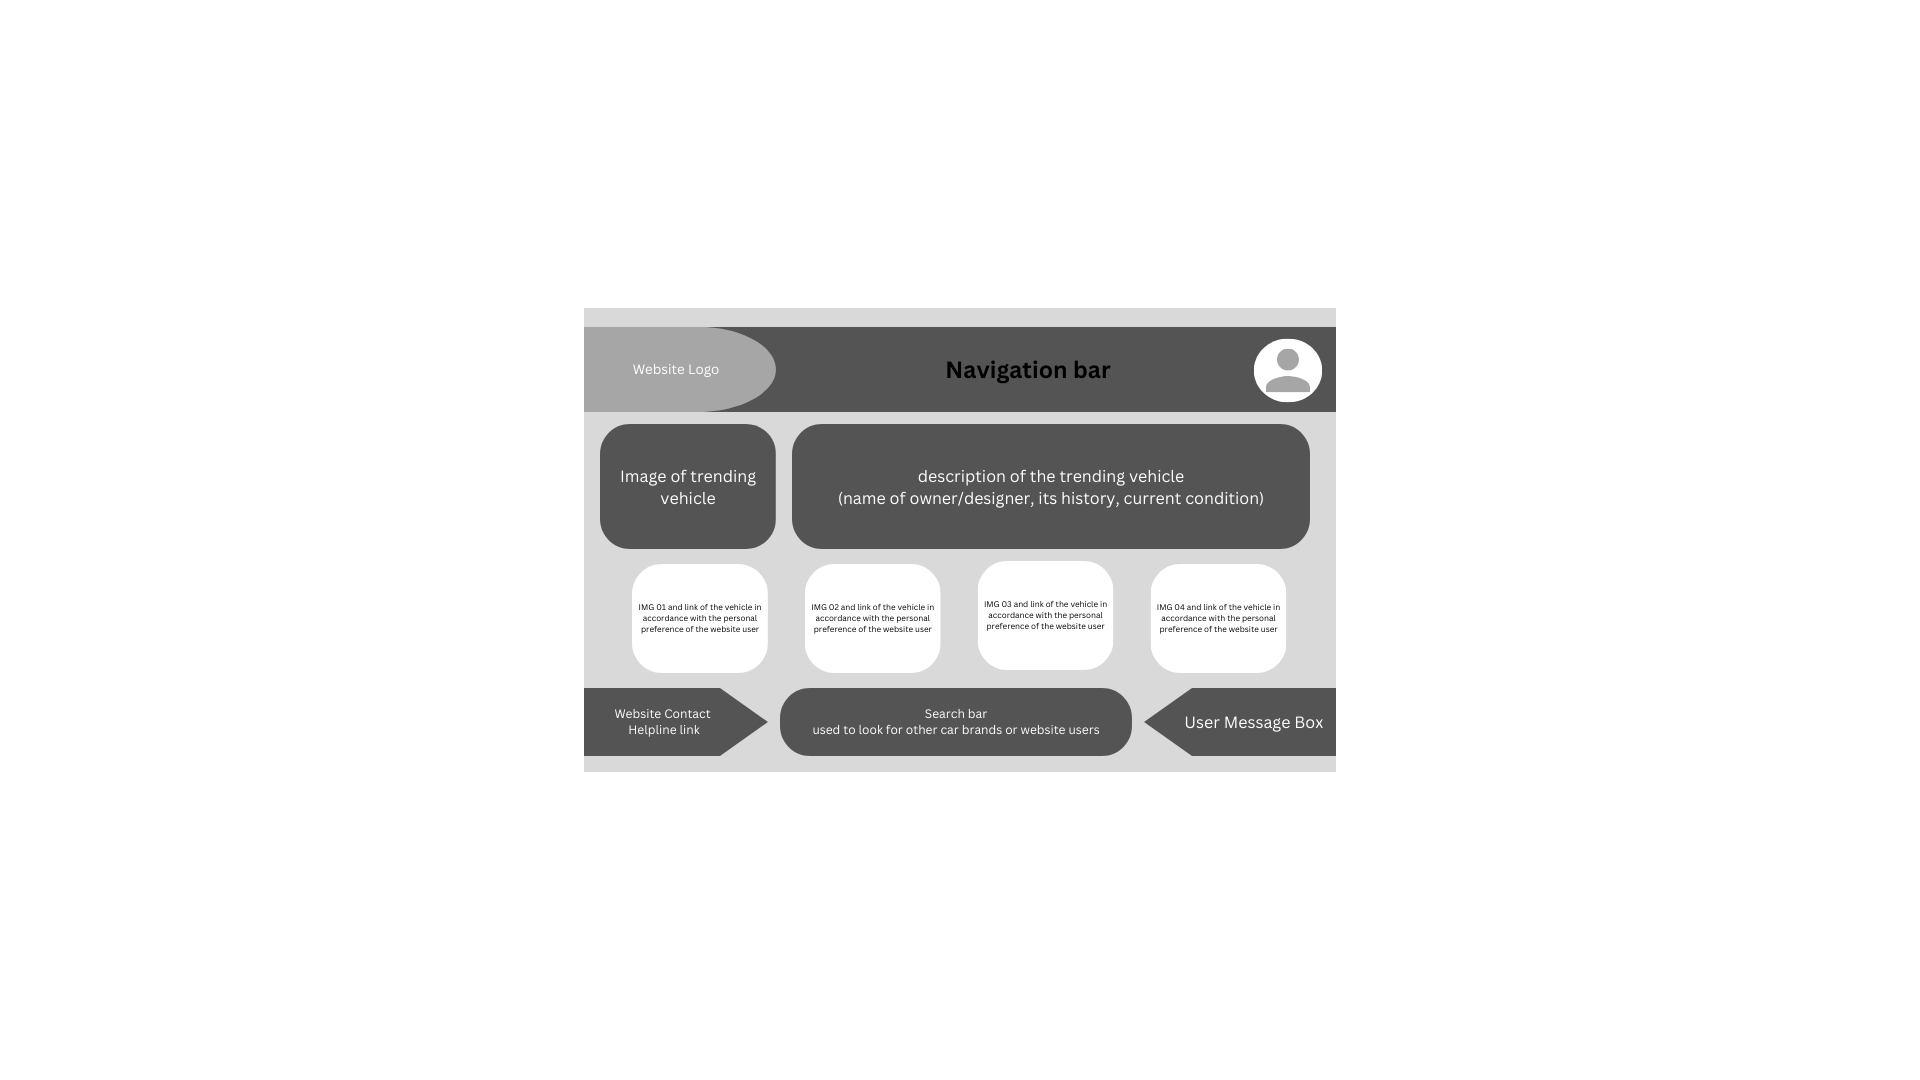 Website Logo
Navigation bar
Image of trending
vehicle
description of the trending vehicle
(name of owner/designer, its history, current condition)
IMG 01 and link of the vehicle in
accordance with the personal
preference of the website user
IMG 02 and link of the vehicle in
accordance with the personal
preference of the website user
IMG 03 and link of the vehicle in
accordance with the personal
preference of the website user
IMG 04 and link of the vehicle in
accordance with the personal
preference of the website user
Website Contact
Helpline link
Search bar
used to look for other car brands or website users
User Message Box